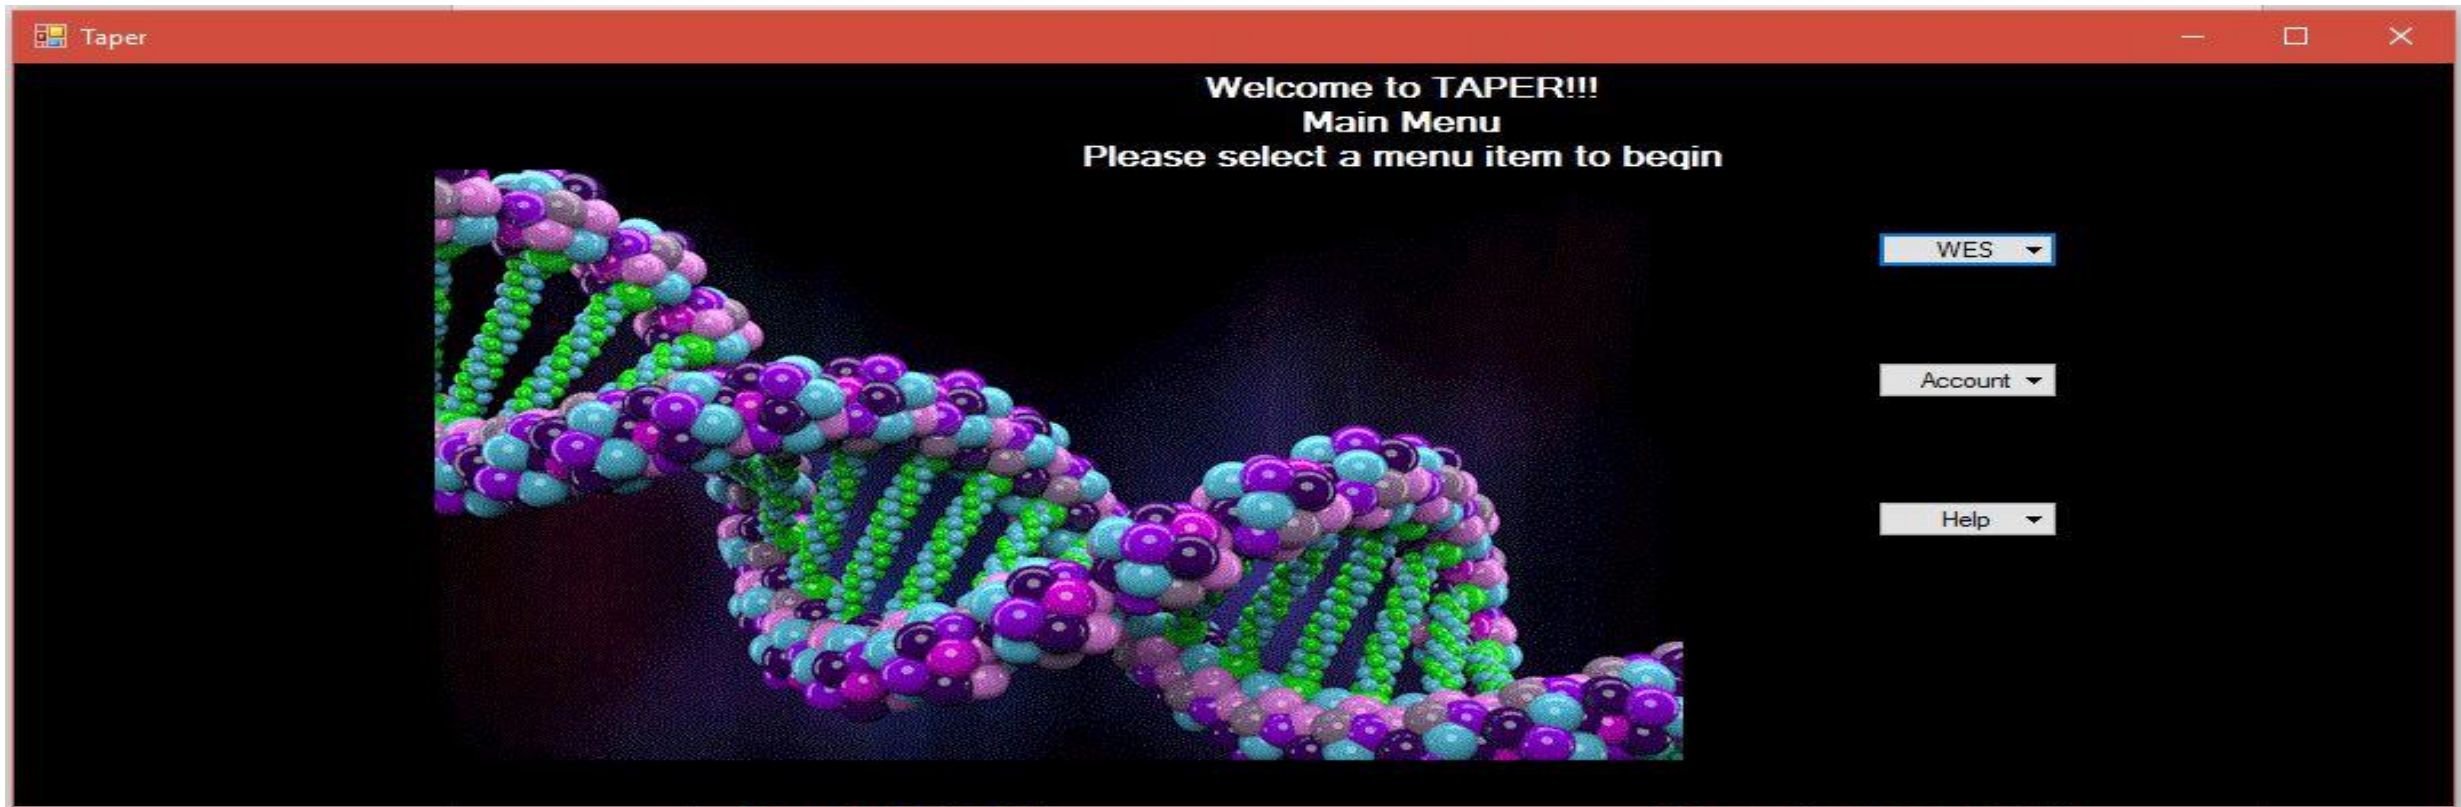 Taper
Welcome to TAPER!!!
Main Menu
Please select a menu item to begin
WES
Account
Help